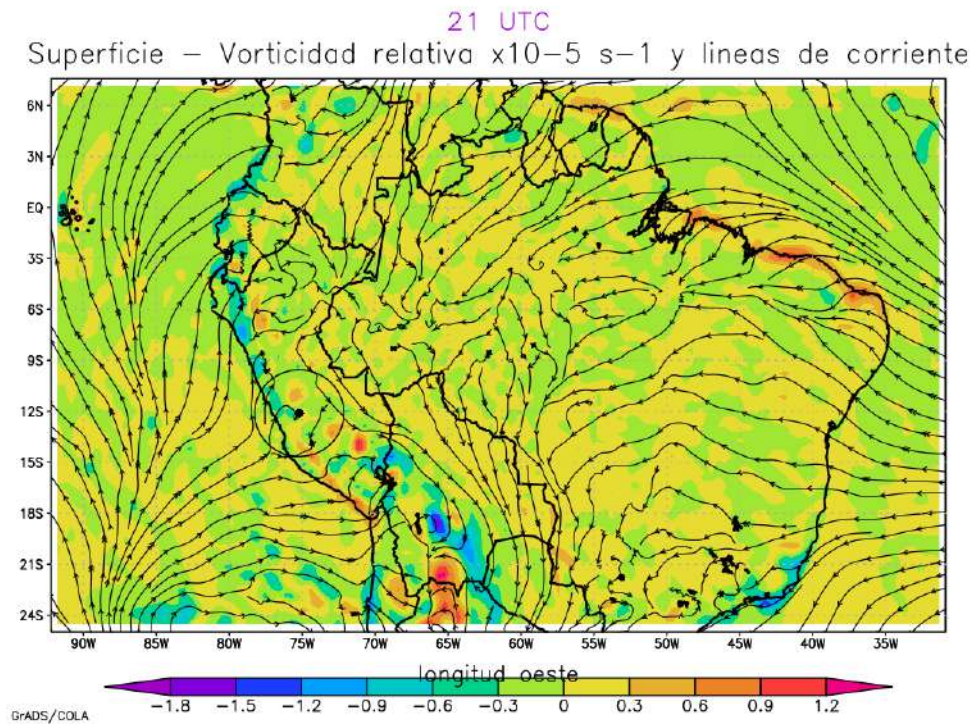 21 UTC
Superficie – Vorticidad relativa x10–5 s–1 y lineas de corriente
6N
3N
EQ
3S
6S
9S
12S
15S
18S
21S
24S
90W 85W 80W 75W 70W 65W 60W 55W 50W 45W 40W 35W
longitud oeste
–1.8 –1.5 –1.2 –0.9 –0.6 –0.3 0 0.3 0.6 0.9 1.2
GrADS/COLA